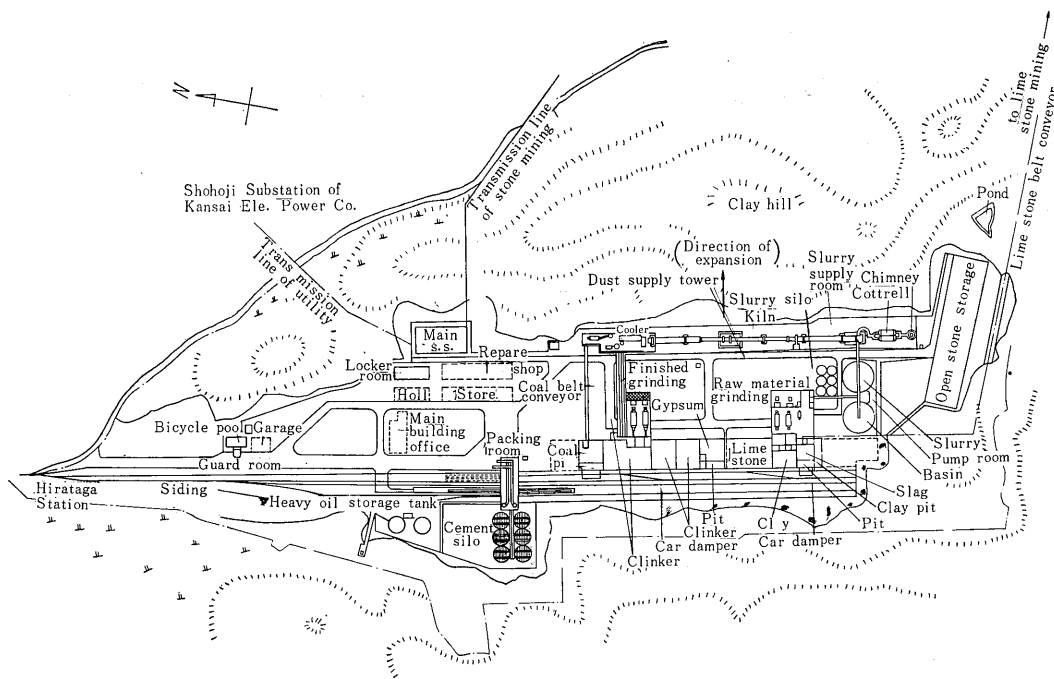 N
to lime
stone mining
Lime stone belt conveyor
Transmission line
of stone mining
Shohoji Substation of
Kansai Ele. Power Co.
Trans mission
line of utility
Clay hill
Pond
(Direction of
expansion)
Dust supply tower
Slurry
supply
room
Chimney
Cottrell
Slurry silo
Kiln
Cooler
Main
s.s.
Repare
shop
Locker
room
Holl
Store.
Coal belt
conveyor
Finished
grinding
Gypsum
Raw material
grinding
Open stone storage
Bicycle pool
Garage
Main
building
office
Packing
room
Guard room
Coal
pi
Lime
stone
Slurry
Pump room
Basin
Slag
Clay pit
Pit
Hirataga
Station
Siding
Heavy oil storage tank
Cement
silo
Pit
Clinker
Car damper
Clinker
Cl y
Car damper